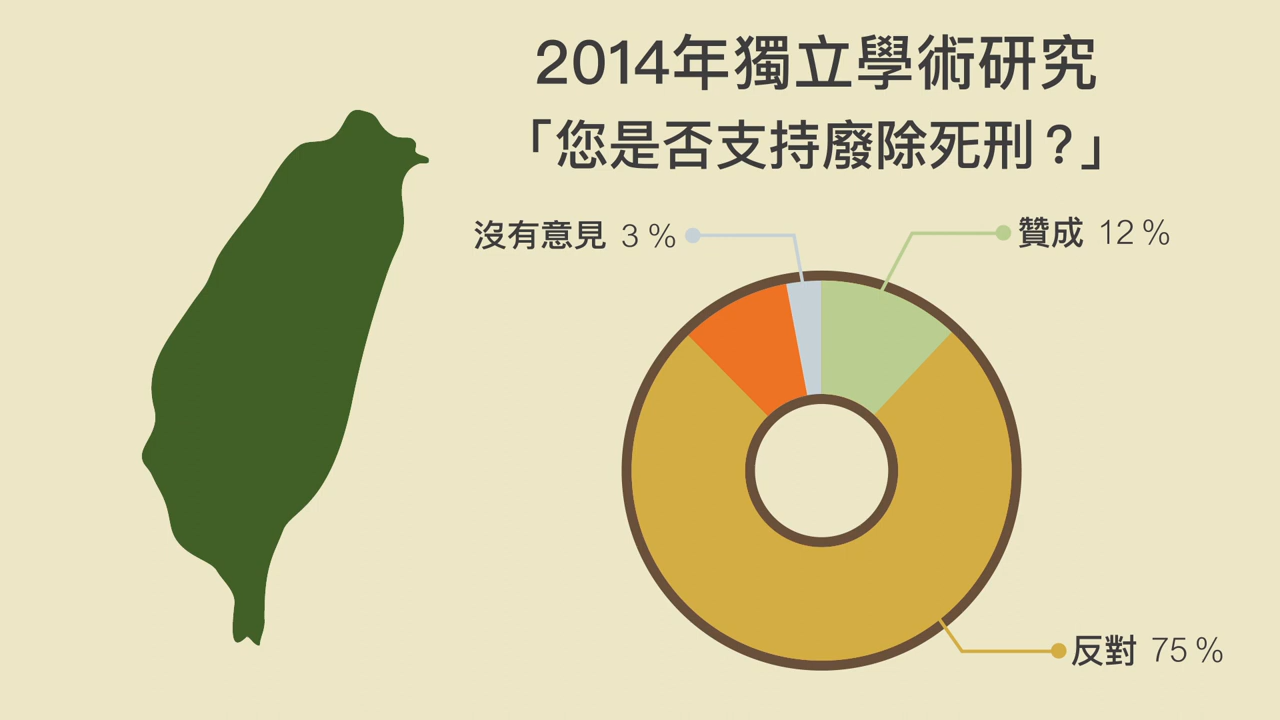 2014年獨立學術研究
「您是否支持廢除死刑？」
沒有意見 3 %
贊成 12 %
反對 75 %